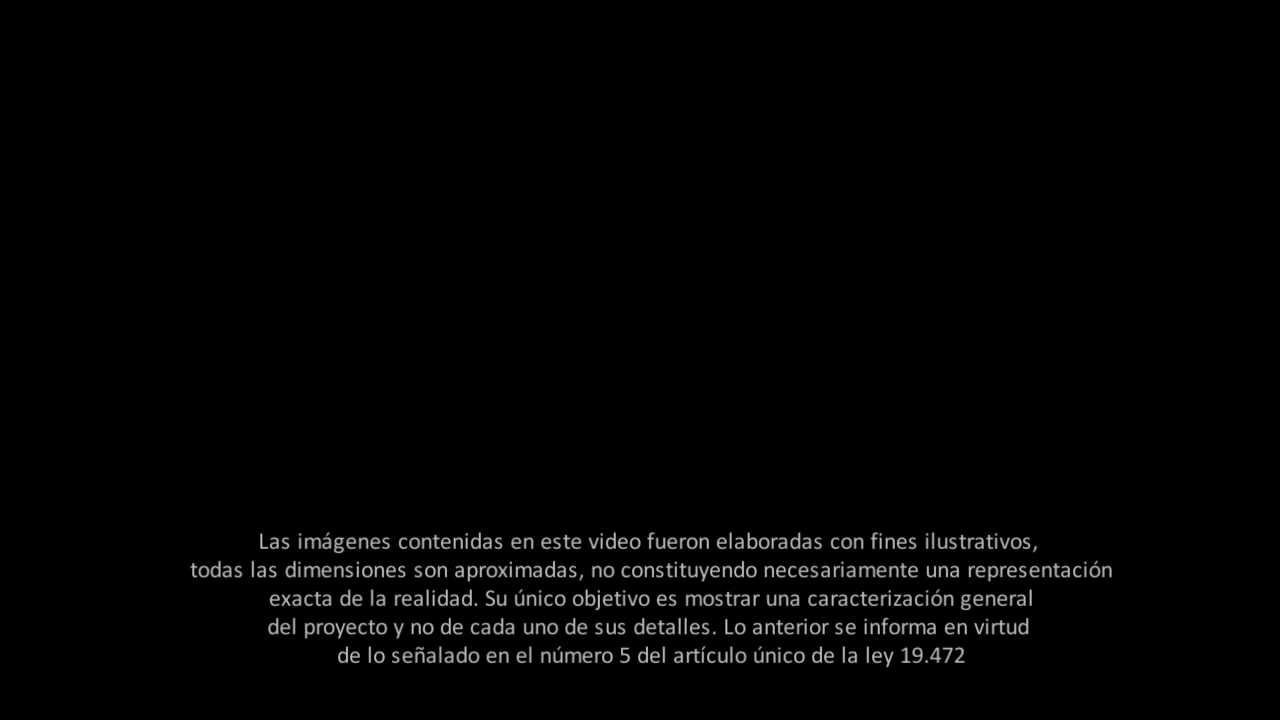 Las imágenes contenidas en este video fueron elaboradas con fines ilustrativos,
todas las dimensiones son aproximadas, no constituyendo necesariamente una representación
exacta de la realidad. Su único objetivo es mostrar una caracterización general
del proyecto y no de cada uno de sus detalles. Lo anterior se informa en virtud
de lo señalado en el número 5 del artículo único de la ley 19.472